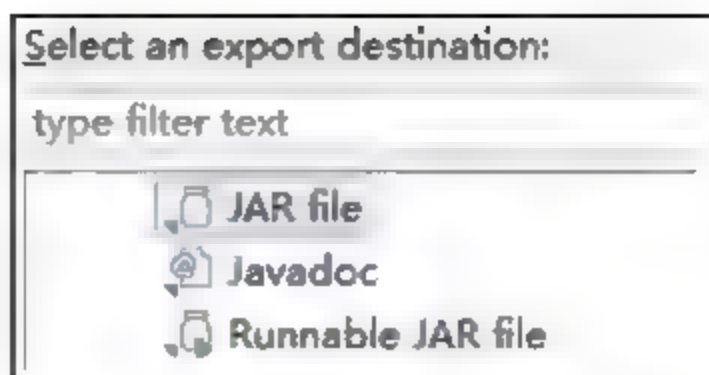 Select an export destination:
type filter text
JAR file
Javadoc
Runnable JAR file